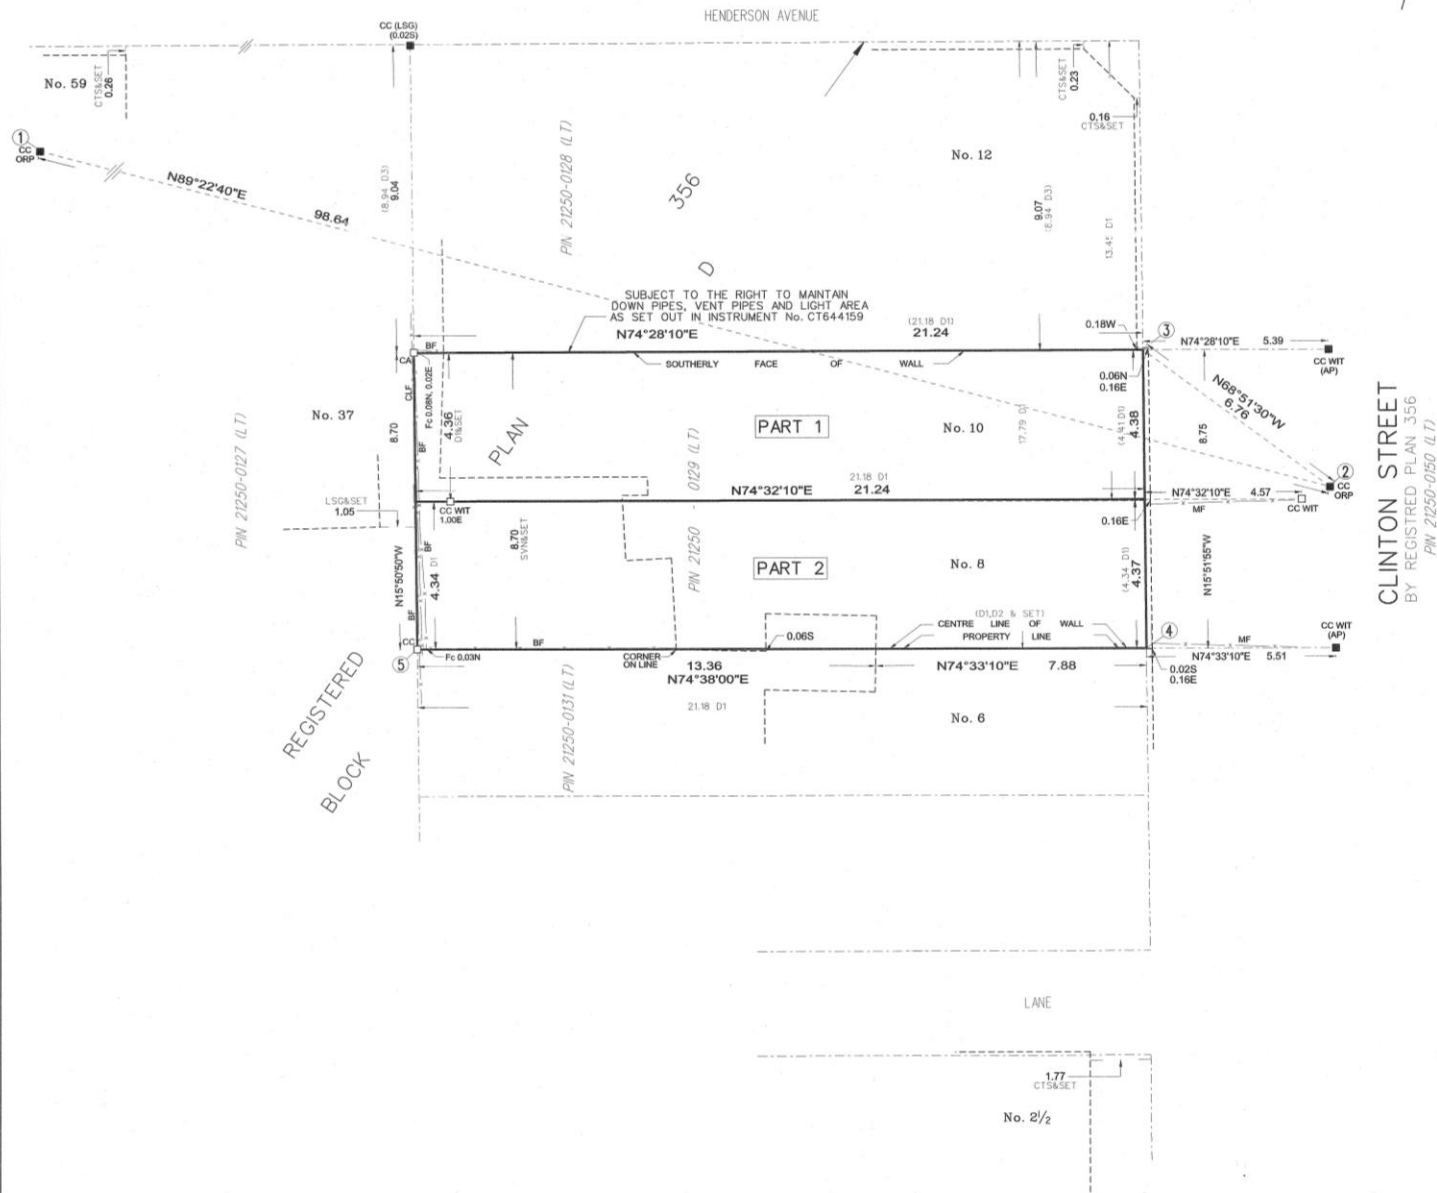 HENDERSON AVENUE
CC (LSG)
(0.02S)
No. 59
CTS&SET
0.26
CTS&SET
0.23
0.16
CTS&SET
1
CC
ORP
N89°22'40"E
98.64
(8.94 D3)
9.04
PIN 21250-0128 (LT)
356
No. 12
9.07
(8.94 D3)
13.41 D1
D
SUBJECT TO THE RIGHT TO MAINTAIN
DOWN PIPES, VENT PIPES AND LIGHT AREA
AS SET OUT IN INSTRUMENT No. CT644159
N74°28'10"E
(21.18 D1)
21.24
0.18W
3
N74°28'10"E 5.39
CC WIT
(AP)
BF
CA
SOUTHERLY FACE OF WALL
CLF
Fc 0.08N, 0.02E
4.36
D1&SET
0.06N
0.16E
N68°51'30"W
6.76
No. 37
8.70
BF
PLAN
PART 1
No. 10
17.79 D1
(4.41 D1)
4.38
8.75
CLINTON STREET
BY REGISTRED PLAN 356
PIN 21250-0150 (LT)
PIN 21250-0127 (LT)
N74°32'10"E
21.18 D1
21.24
N74°32'10"E 4.57
2
CC
ORP
LSG&SET
1.05
CC WIT
1.00E
0.16E
MF
CC WIT
PIN 21250 - 0129 (LT)
8.70
SVN&SET
BF
N15°50'50"W
4.34 D1
PART 2
No. 8
(4.34 D1)
4.37
N15°51'55"W
BF
CC
5
Fc 0.03N
BF
CORNER
ON LINE
0.06S
(D1,D2 & SET)
CENTRE LINE OF WALL
PROPERTY LINE
4
MF
CC WIT
(AP)
13.36
N74°38'00"E
N74°33'10"E 7.88
N74°33'10"E 5.51
0.02S
0.16E
21.18 D1
No. 6
REGISTERED
BLOCK
PIN 21250-0131 (LT)
LANE
1.77
CTS&SET
No. 2½